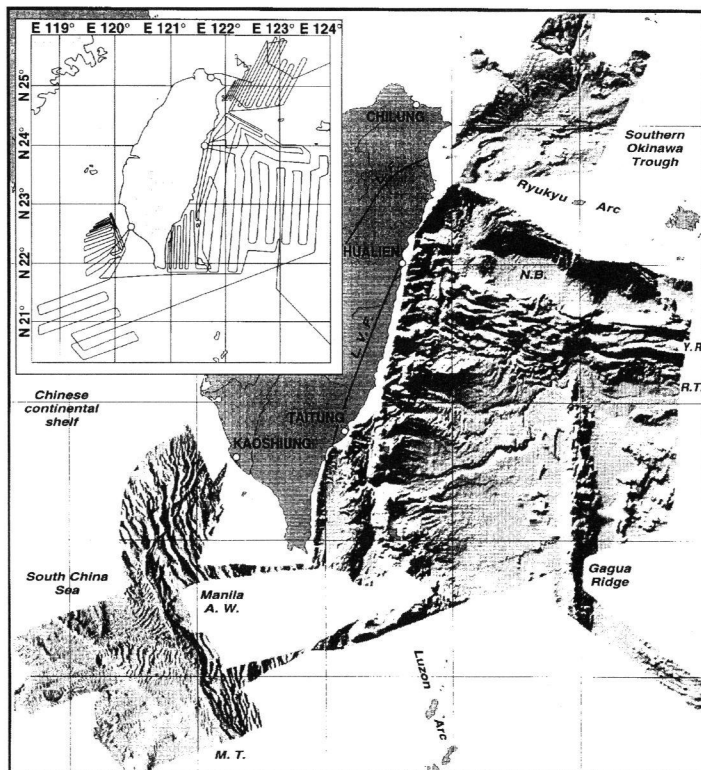 E 119° E 120° E 121° E 122° E 123° E 124°
N 25°
N 24°
N 23°
N 22°
N 21°
CHILUNG
Southern
Okinawa
Trough
Ryukyu Arc
HUALIEN
N.B.
L. V. F.
Y.R
R.T.
Chinese
continental
shelf
TAITUNG
KAOSHIUNG
South China
Sea
Manila
A. W.
Gagua
Ridge
Luzon
Arc
M. T.